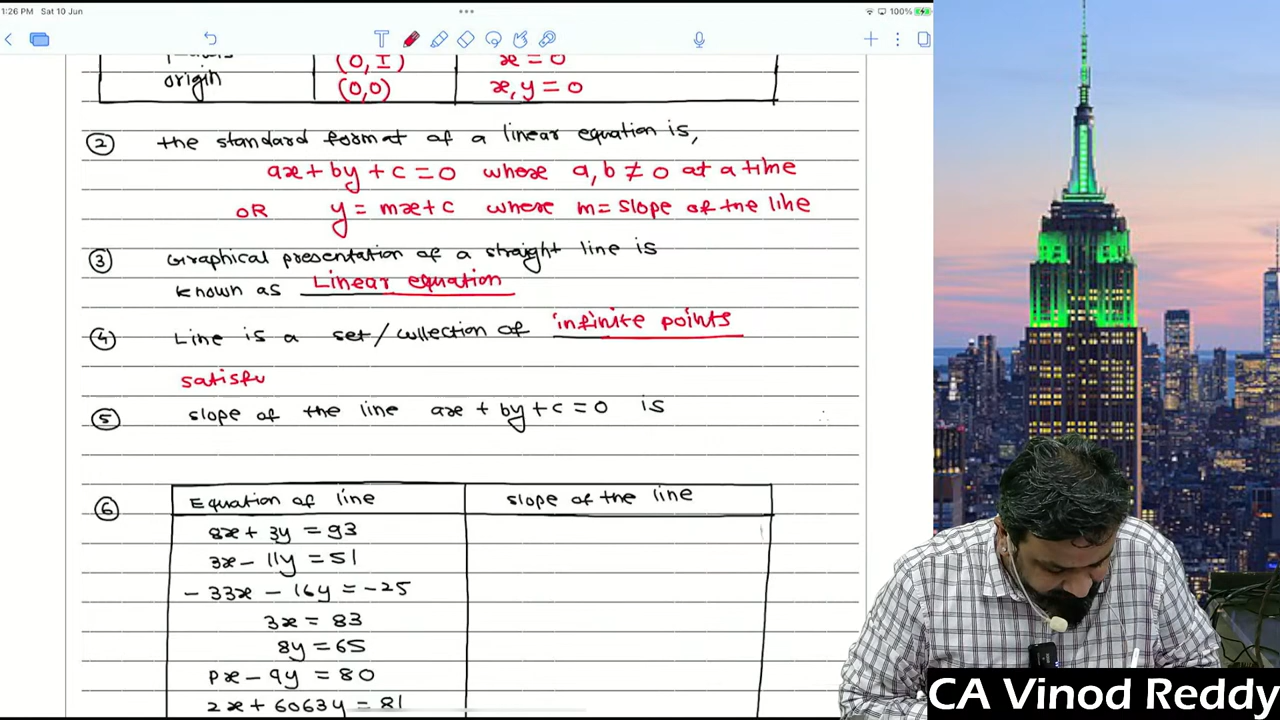 1:26 PM Sat 10 Jun
100%
(0, I) x = 0
origin (0,0) x, y = 0
2 the standard format of a linear equation is,
ax + by + c = 0 where a, b ≠ 0 at a time
OR y = mx + c where m = slope of the line
3 Graphical presentation of a straight line is
known as Linear equation
4 Line is a set/collection of infinite points
satisfy
5 slope of the line ax + by + c = 0 is
6 Equation of line slope of the line
8x + 3y = 93
3x - 11y = 51
- 33x - 16y = -25
3x = 83
8y = 65
px - qy = 80
2x + 6063y = 81
CA Vinod Reddy